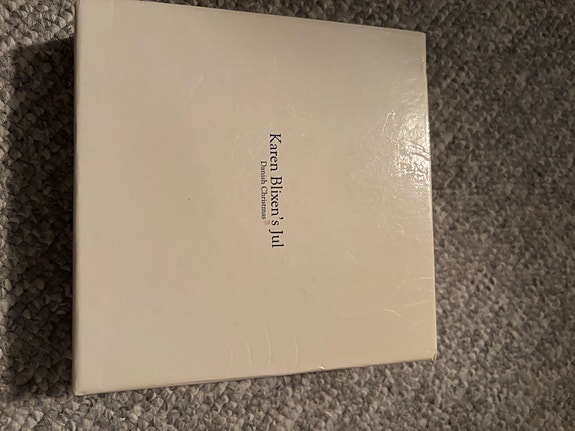 Karen Blixen's Jul
Danish Christmas